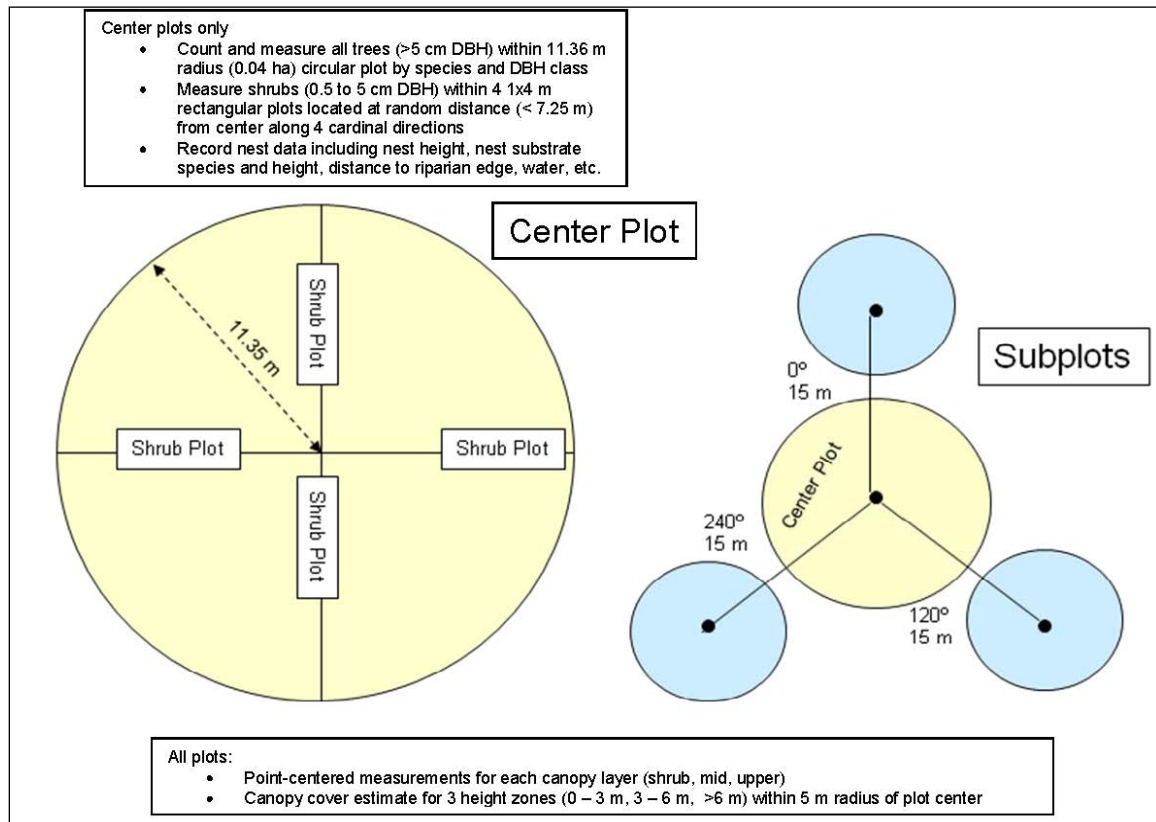 Center plots only
• Count and measure all trees (>5 cm DBH) within 11.36 m
radius (0.04 ha) circular plot by species and DBH class
• Measure shrubs (0.5 to 5 cm DBH) within 4 1x4 m
rectangular plots located at random distance (< 7.25 m)
from center along 4 cardinal directions
• Record nest data including nest height, nest substrate
species and height, distance to riparian edge, water, etc.
Center Plot
Shrub Plot
11.35 m
Shrub Plot
Shrub Plot
Shrub Plot
Subplots
0º
15 m
Center Plot
240º
15 m
120º
15 m
All plots:
• Point-centered measurements for each canopy layer (shrub, mid, upper)
• Canopy cover estimate for 3 height zones (0 – 3 m, 3 – 6 m, >6 m) within 5 m radius of plot center